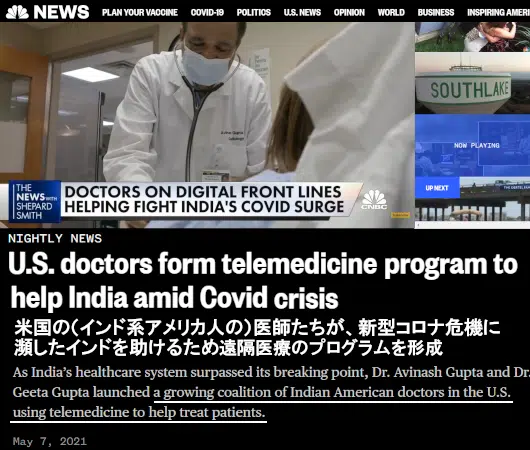 NEWS PLAN YOUR VACCINE COVID-19 POLITICS U.S. NEWS OPINION WORLD BUSINESS INSPIRING AMERI
SOUTHLAKE
NOW PLAYING
UP NEXT
THE
NEWS WITH
SHEPARD
SMITH
DOCTORS ON DIGITAL FRONT LINES
HELPING FIGHT INDIA'S COVID SURGE
CNBC
NIGHTLY NEWS
U.S. doctors form telemedicine program to
help India amid Covid crisis
米国の(インド系アメリカ人の)医師たちが、新型コロナ危機に
瀕したインドを助けるため遠隔医療のプログラムを形成
As India's healthcare system surpassed its breaking point, Dr. Avinash Gupta and Dr.
Geeta Gupta launched a growing coalition of Indian American doctors in the U.S.
using telemedicine to help treat patients.
May 7, 2021